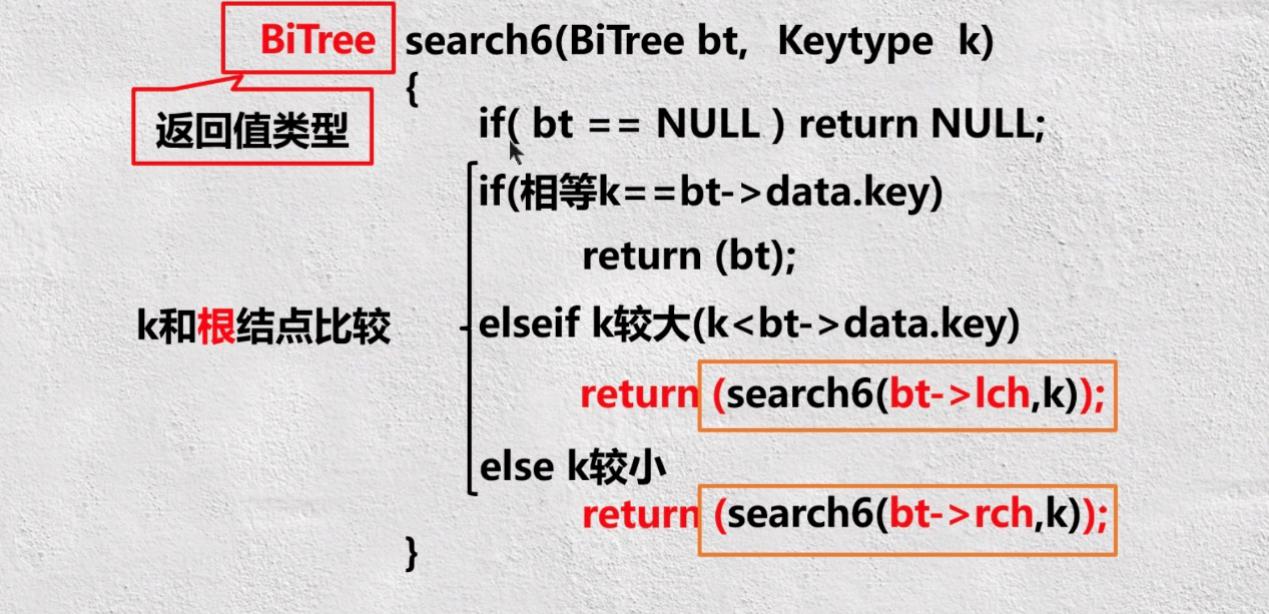 BiTree search6(BiTree bt, Keytype k)
{
返回值类型
if( bt == NULL ) return NULL;
if(相等k==bt->data.key)
return (bt);
k和根结点比较
elseif k较大(k<bt->data.key)
return (search6(bt->lch,k));
else k较小
return (search6(bt->rch,k));
}